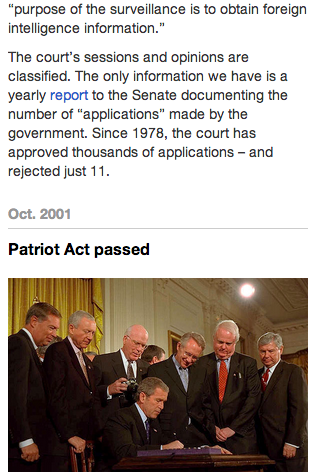 “purpose of the surveillance is to obtain foreign
intelligence information.”
The court’s sessions and opinions are
classified. The only information we have is a
yearly report to the Senate documenting the
number of “applications” made by the
government. Since 1978, the court has
approved thousands of applications – and
rejected just 11.
Oct. 2001
Patriot Act passed